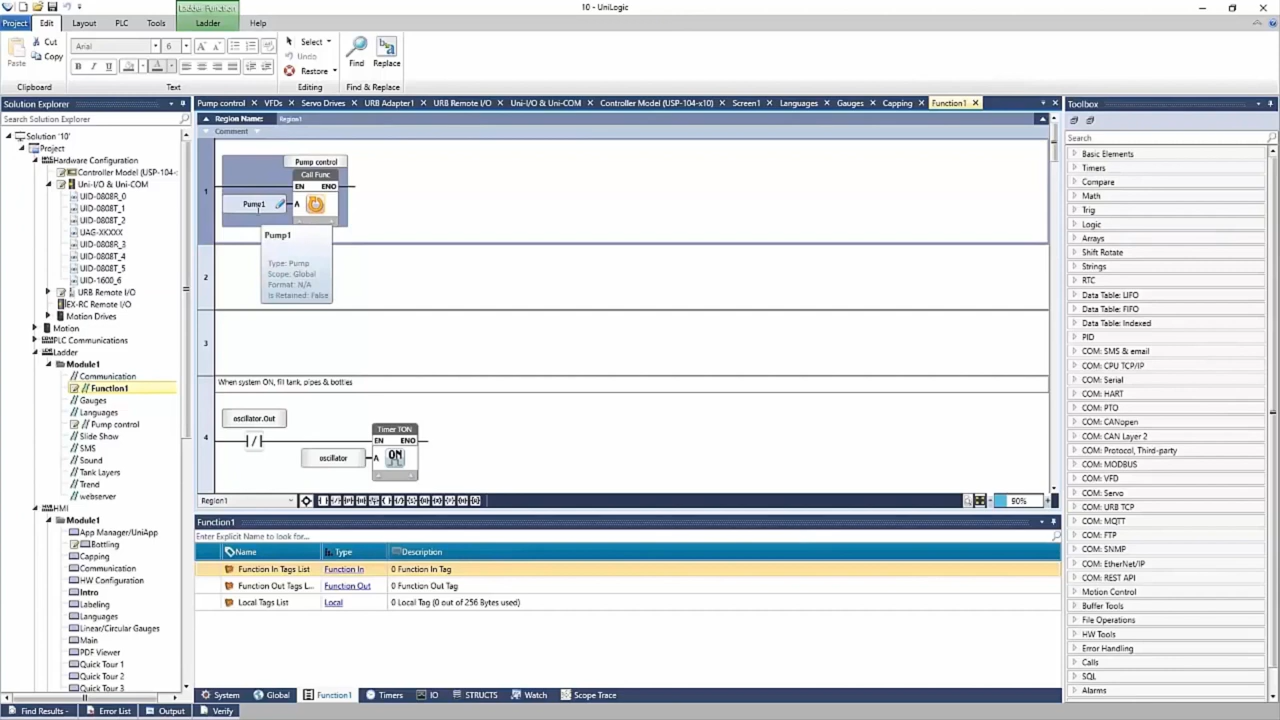 10 - UniLogic
Ladder Function
Project Edit Layout PLC Tools Ladder Help
Paste
Cut
Copy
Clipboard
Arial 6
B I U A
Text
Select
Undo
Restore
Editing
Find
Replace
Find & Replace
Solution Explorer
Search Solution Explorer
Solution '10'
Project
Hardware Configuration
Controller Model (USP-104-
Uni-I/O & Uni-COM
UID-0808R_0
UID-0808T_1
UID-0808T_2
UAG-XKXXX
UID-0808R_3
UID-0808T_4
UID-0808T_5
UID-1600_6
URB Remote I/O
EX-RC Remote I/O
Motion Drives
Motion
PLC Communications
Ladder
Module1
Communication
Function1
Gauges
Languages
Pump control
Slide Show
SMS
Sound
Tank Layers
Trend
webserver
HMI
Module1
App Manager/UniApp
Bottling
Capping
Communication
HW Configuration
Intro
Labeling
Languages
Linear/Circular Gauges
Main
PDF Viewer
Quick Tour 1
Quick Tour 2
Quick Tour 3
Pump control VFDs Servo Drives URB Adapter1 URB Remote I/O Uni-I/O & Uni-COM Controller Model (USP-104-x10) Screen1 Languages Gauges Capping Function1
Region Name: Region1
Comment
1
Pump control
Call Func
EN ENO
Pump1 A
Pump1
Type: Pump
Scope: Global
Format: N/A
Is Retained: False
2
3
When system ON, fill tank, pipes & bottles
4
oscillator.Out
Timer TON
EN ENO
oscillator A ON
Region1
90%
Function1
Enter Explicit Name to look for...
Name Type Description
Function In Tags List Function In 0 Function In Tag
Function Out Tags L... Function Out 0 Function Out Tag
Local Tags List Local 0 Local Tag (0 out of 256 Bytes used)
System Global Function1 Timers IO STRUCTS Watch Scope Trace
Find Results - Error List Output Verify
Toolbox
Search
Basic Elements
Timers
Compare
Math
Trig
Logic
Arrays
Shift Rotate
Strings
RTC
Data Table: LIFO
Data Table: FIFO
Data Table: Indexed
PID
COM: SMS & email
COM: CPU TCP/IP
COM: Serial
COM: HART
COM: PTO
COM: CANopen
COM: CAN Layer 2
COM: Protocol, Third-party
COM: MODBUS
COM: VFD
COM: Servo
COM: URB TCP
COM: MQTT
COM: FTP
COM: SNMP
COM: EtherNet/IP
COM: REST API
Motion Control
Buffer Tools
File Operations
HW Tools
Error Handling
Calls
SQL
Alarms